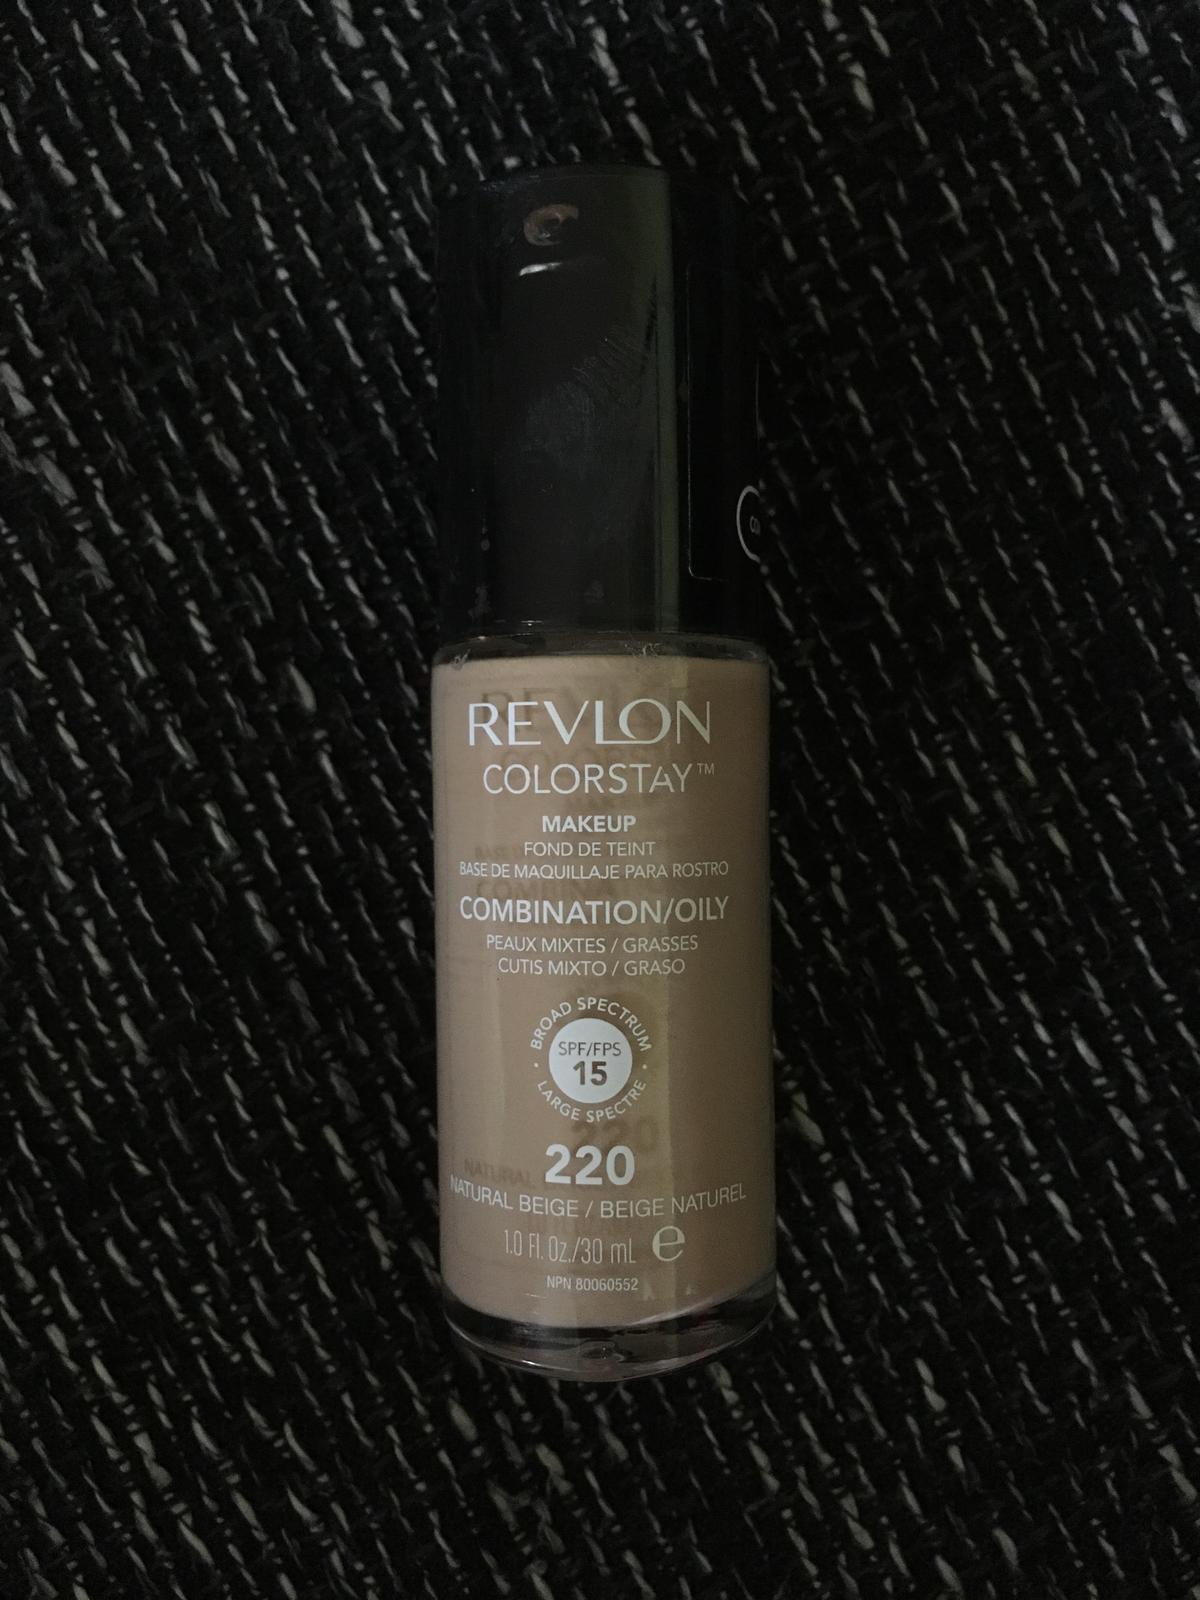 REVLON
COLORSTAY™
MAKEUP
FOND DE TEINT
BASE DE MAQUILLAJE PARA ROSTRO
COMBINATION/OILY
PEAUX MIXTES / GRASSES
CUTIS MIXTO / GRASO
BROAD SPECTRUM
SPF/FPS
15
LARGE SPECTRE
220
NATURAL BEIGE / BEIGE NATUREL
1.0 Fl. Oz./30 mL e
NPN 80060552